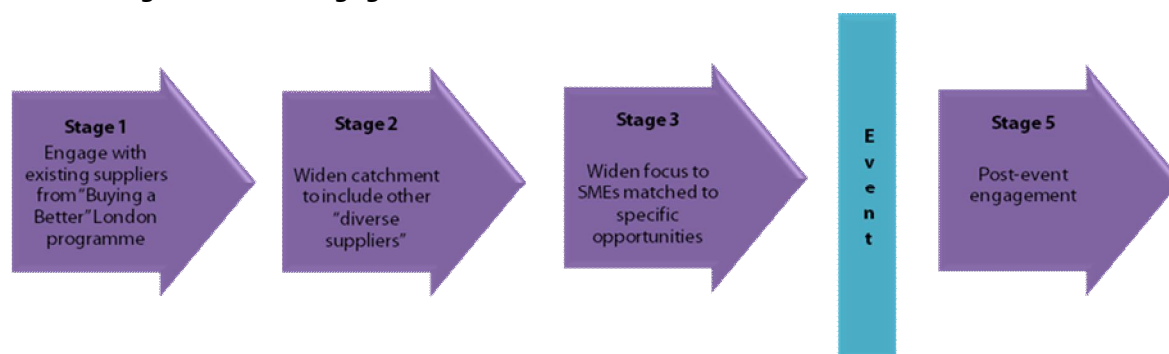 Stage 1
Engage with
existing suppliers
from "Buying a
Better" London
programme
Stage 2
Widen catchment
to include other
"diverse
suppliers"
Stage 3
Widen focus to
SMEs matched to
specific
opportunities
E
v
e
n
t
Stage 5
Post-event
engagement